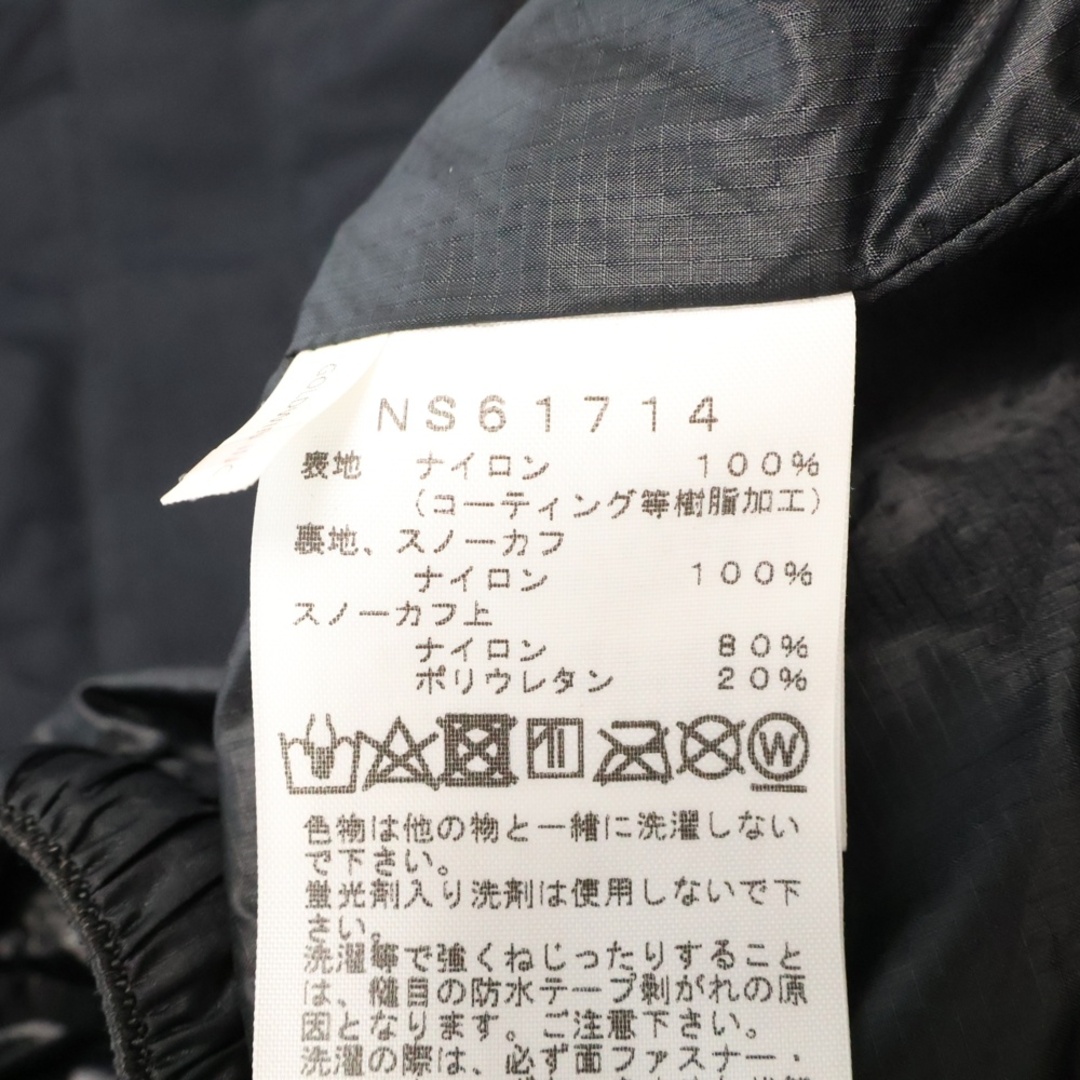 NS61714
表地 ナイロン 100%
(コーティング等樹脂加工)
裏地、スノーカフ
ナイロン 100%
スノーカフ上
ナイロン 80%
ポリウレタン 20%
W
色物は他の物と一緒に洗濯しない
で下さい。
蛍光剤入り洗剤は使用しないで下
さい。
洗濯等で強くねじったりすること
は、縫目の防水テープ剥がれの原
因となります。ご注意下さい。
洗濯の際は、必ず面ファスナー・